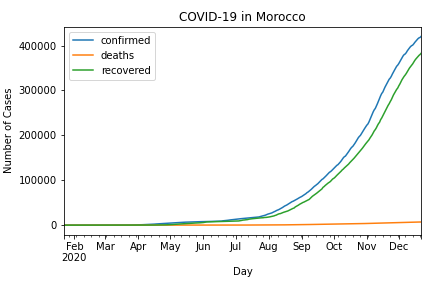 COVID-19 in Morocco
confirmed
deaths
recovered
400000
300000
200000
100000
0
Number of Cases
Feb Mar Apr May Jun Jul Aug Sep Oct Nov Dec
2020
Day